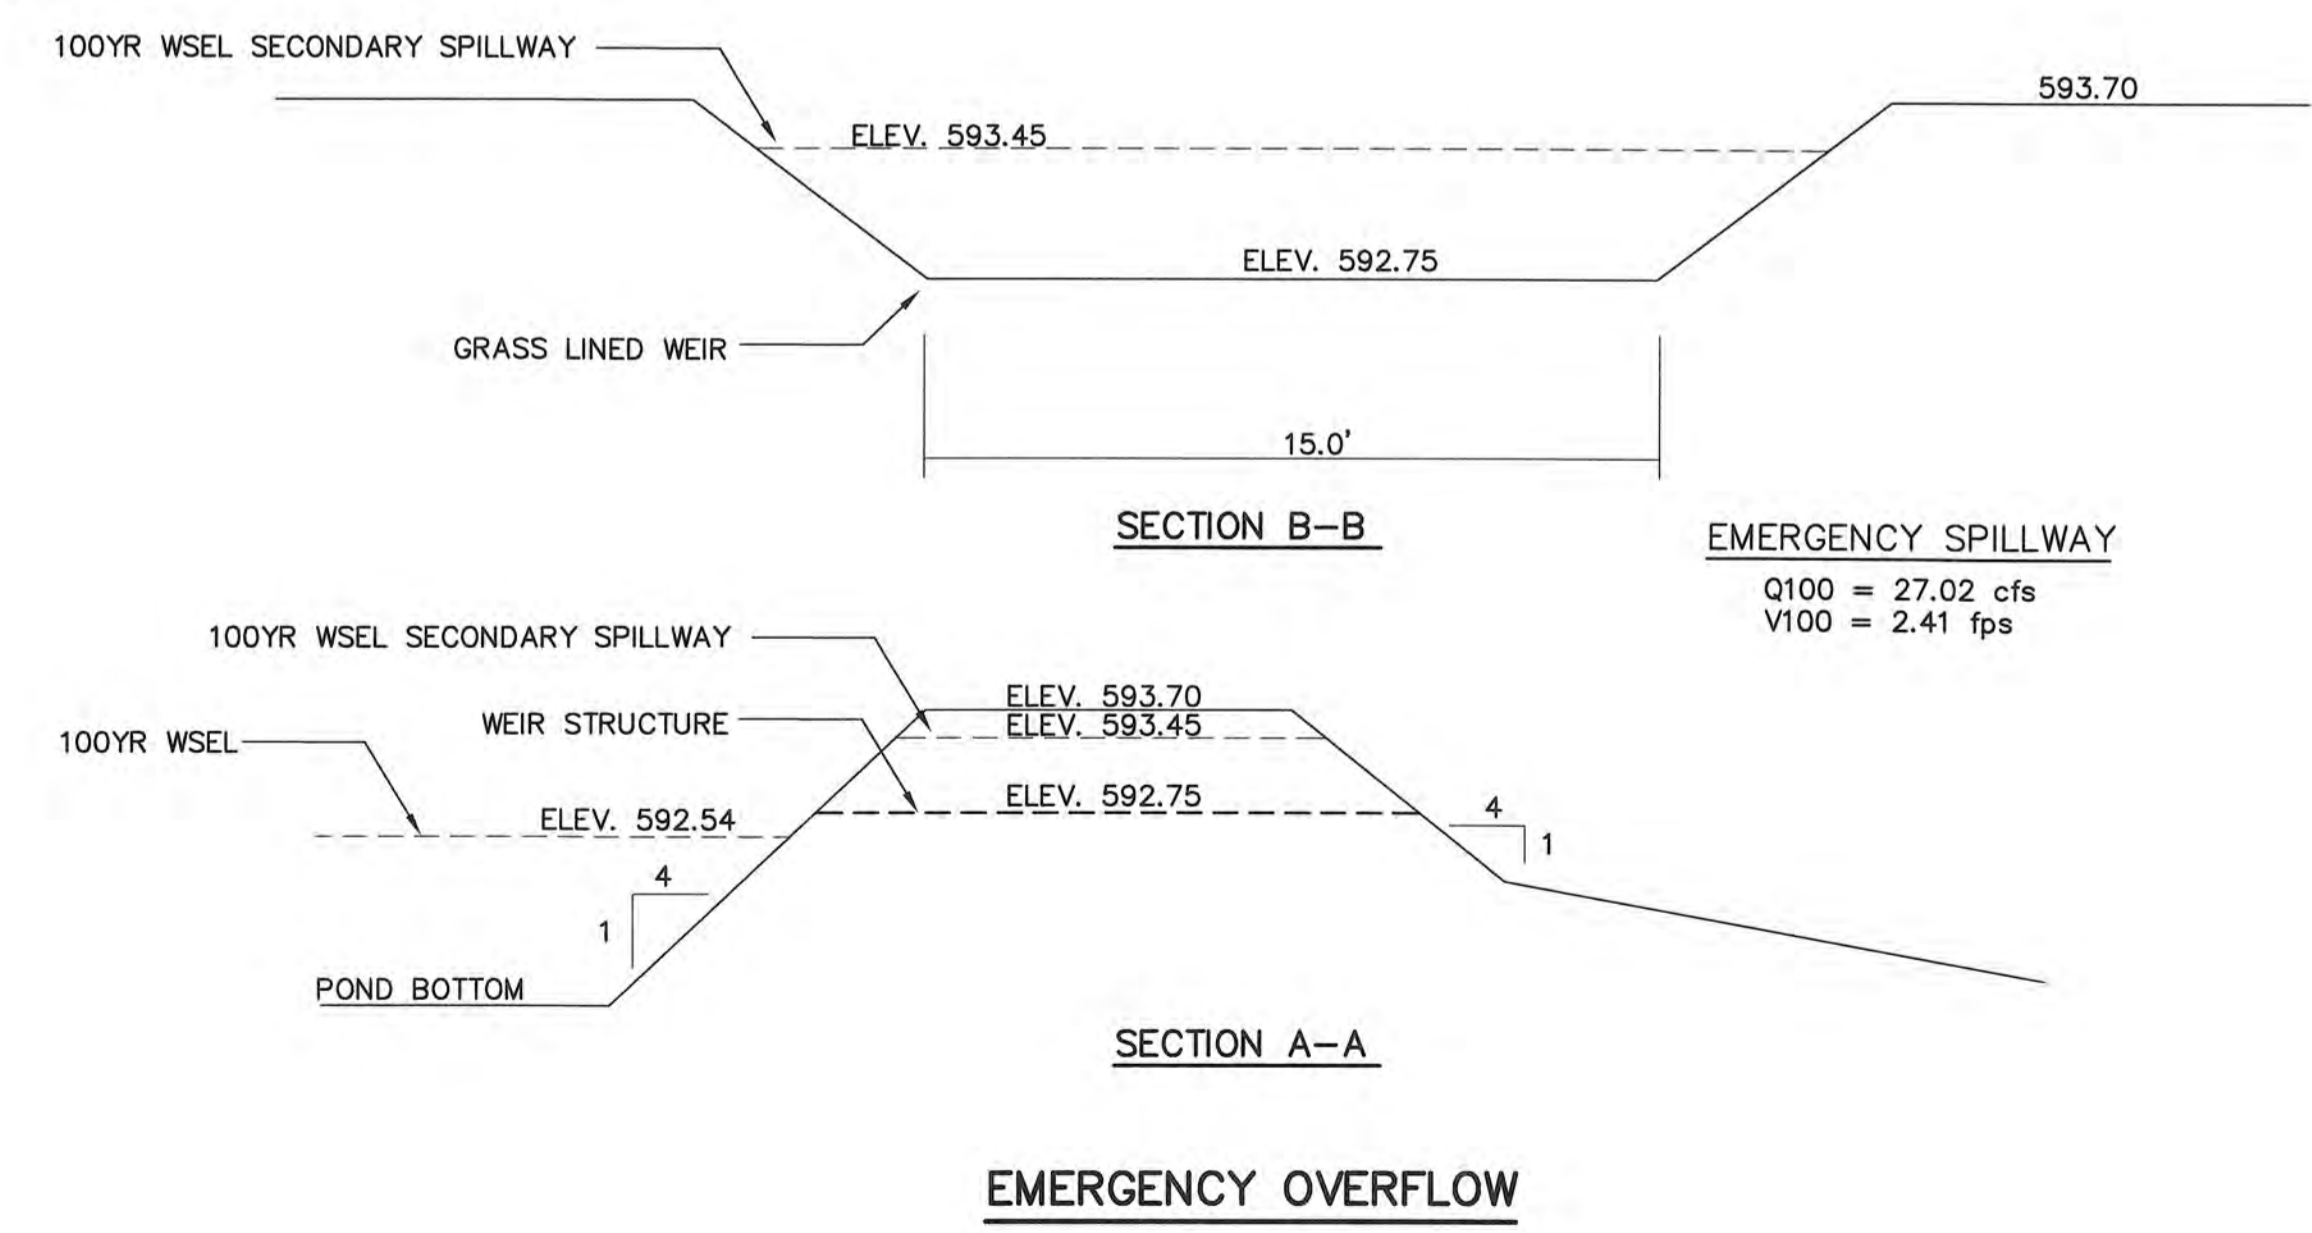 100YR WSEL SECONDARY SPILLWAY
593.70
ELEV. 593.45
ELEV. 592.75
GRASS LINED WEIR
15.0'
SECTION B-B
EMERGENCY SPILLWAY
Q100 = 27.02 cfs
V100 = 2.41 fps
100YR WSEL SECONDARY SPILLWAY
ELEV. 593.70
WEIR STRUCTURE
ELEV. 593.45
100YR WSEL
ELEV. 592.75
ELEV. 592.54
4
1
4
1
POND BOTTOM
SECTION A-A
EMERGENCY OVERFLOW